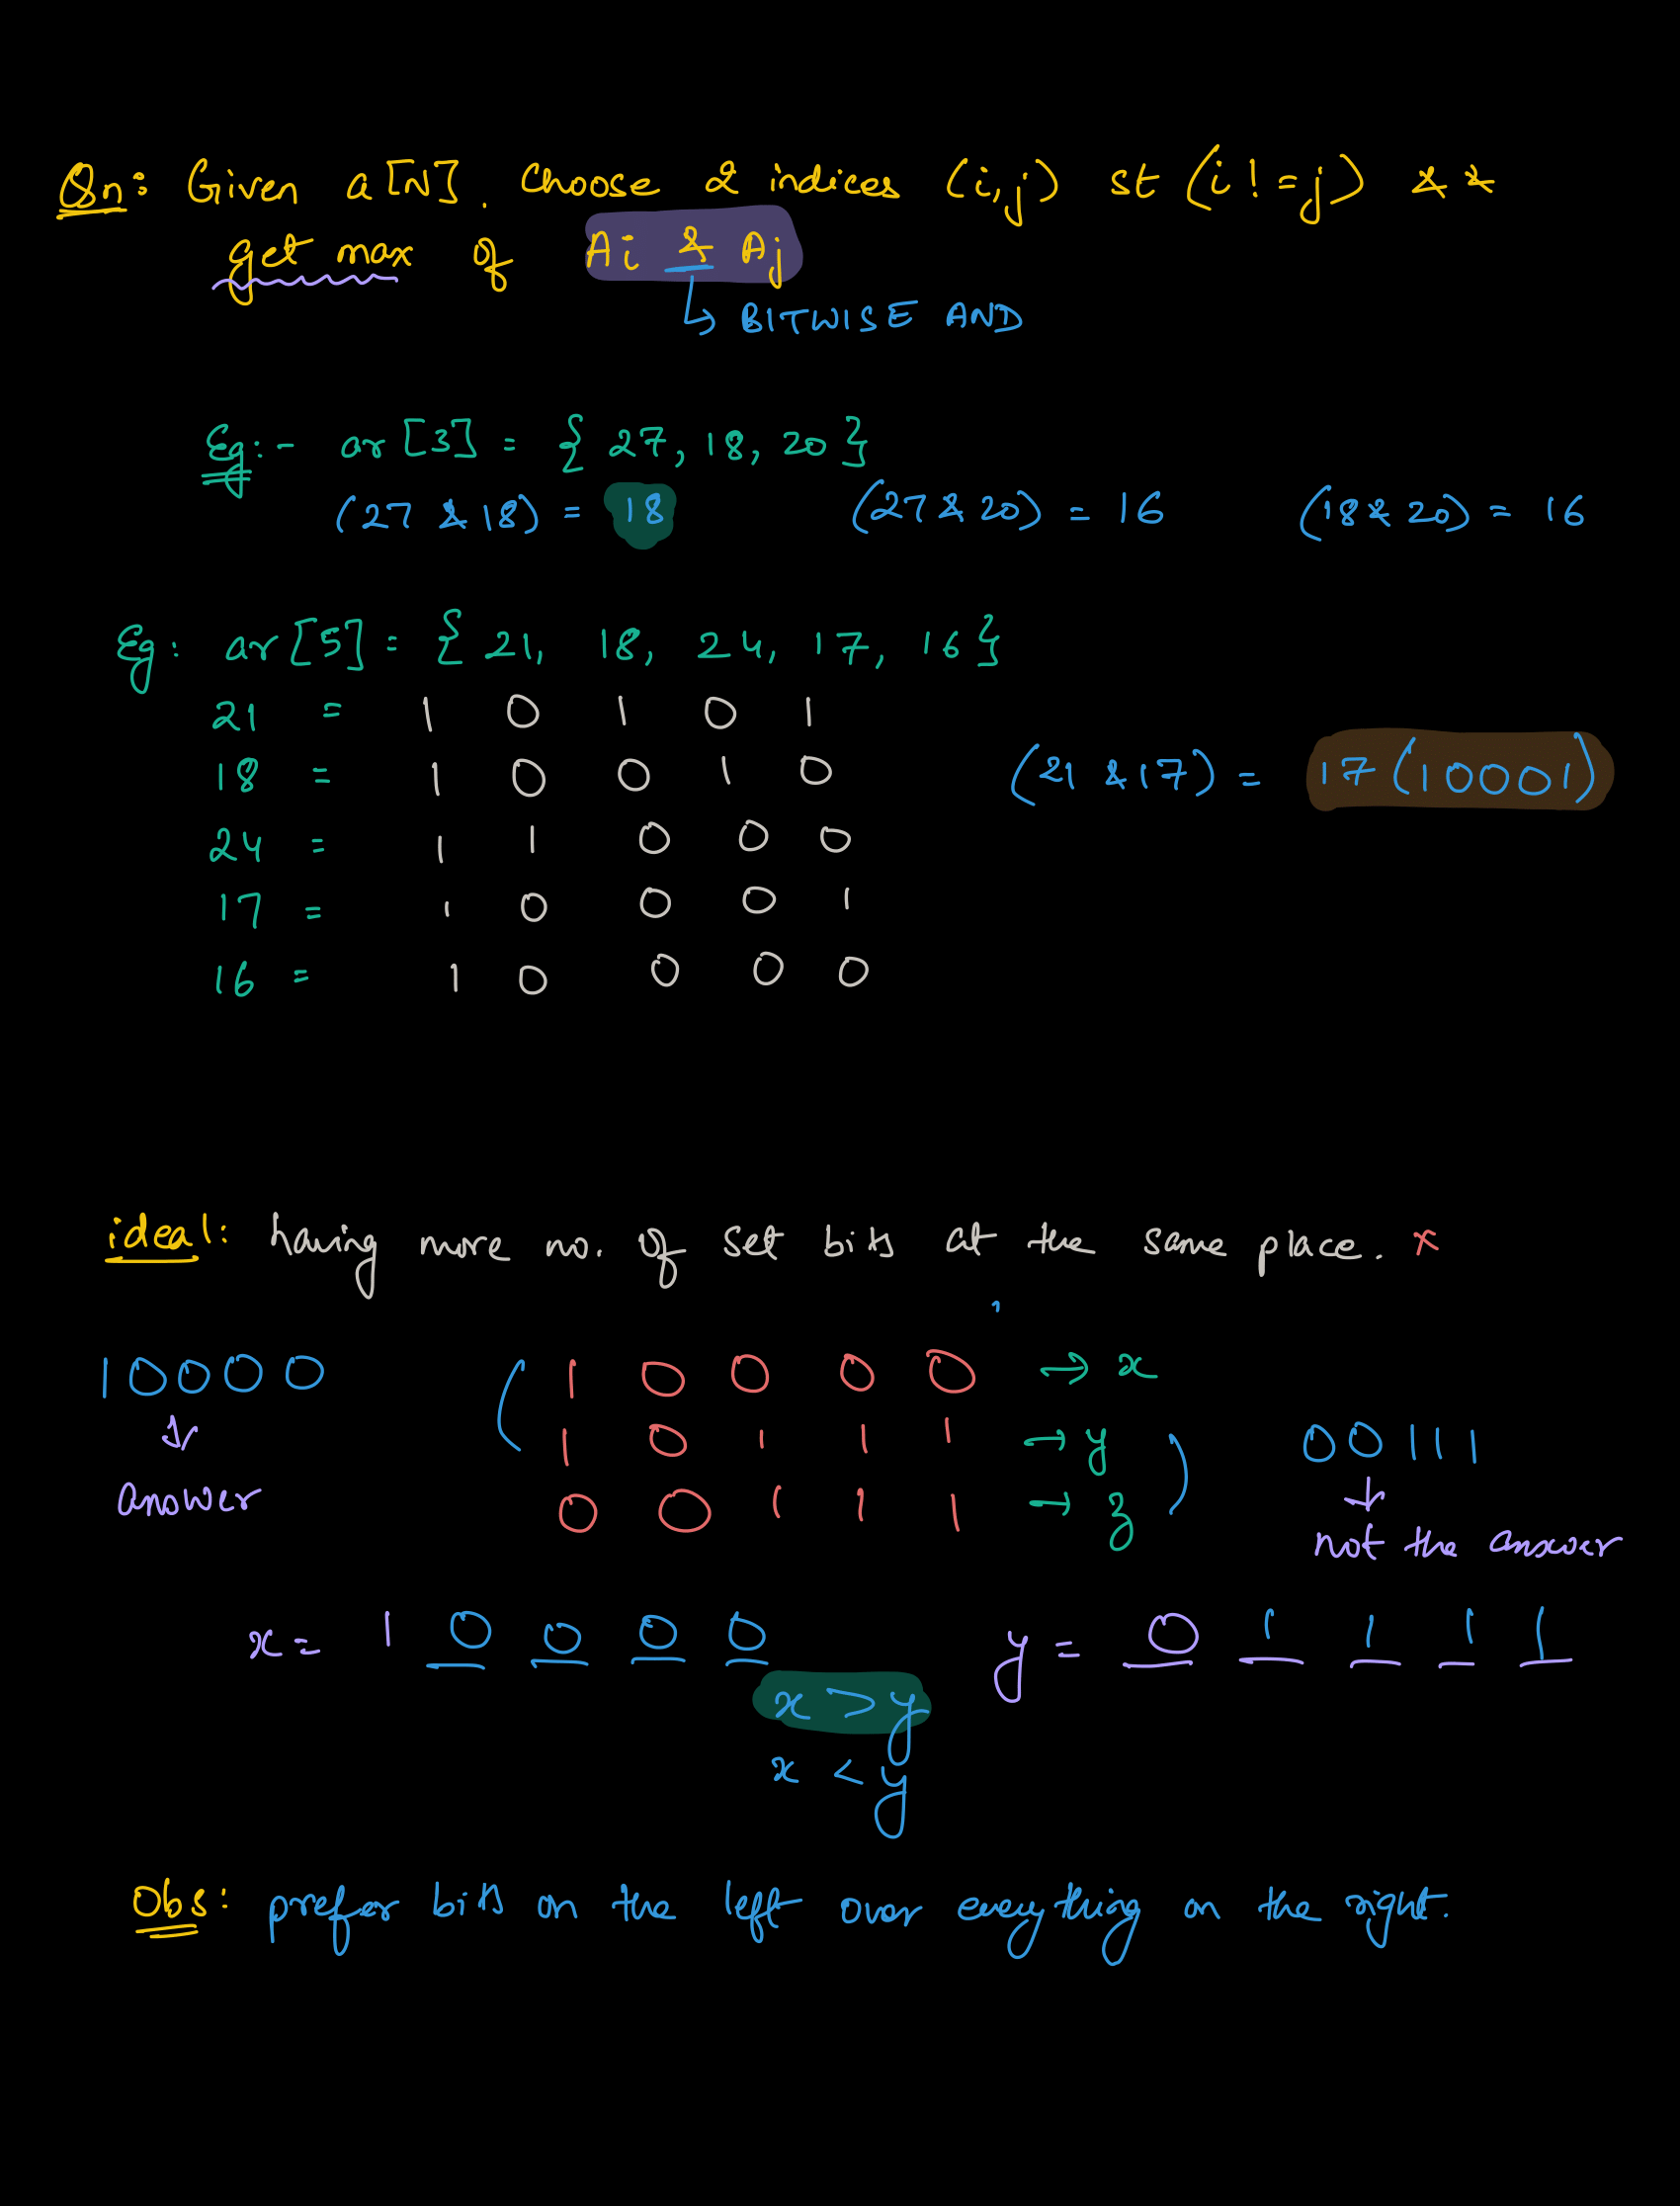 Qn: Given a[N]. Choose 2 indices (i,j) st (i!=j) &&
get max of Ai & Aj
↳ BITWISE AND
Eg:- ar[3] = { 27, 18, 20 }
(27 & 18) = 18 (27 & 20) = 16 (18 & 20) = 16
Eg: ar[5] = { 21, 18, 24, 17, 16 }
21 = 1 0 1 0 1
18 = 1 0 0 1 0 (21 & 17) = 17 (10001)
24 = 1 1 0 0 0
17 = 1 0 0 0 1
16 = 1 0 0 0 0
idea1: having more no. of set bits at the same place. x
10000 ( 1 0 0 0 0 → x
1 0 1 1 1 → y ) 00111
answer 0 0 1 1 1 → z
not the answer
x = 1 0 0 0 0 y = 0 1 1 1 1
x > y
x < y
Obs: prefer bits on the left over everything on the right.